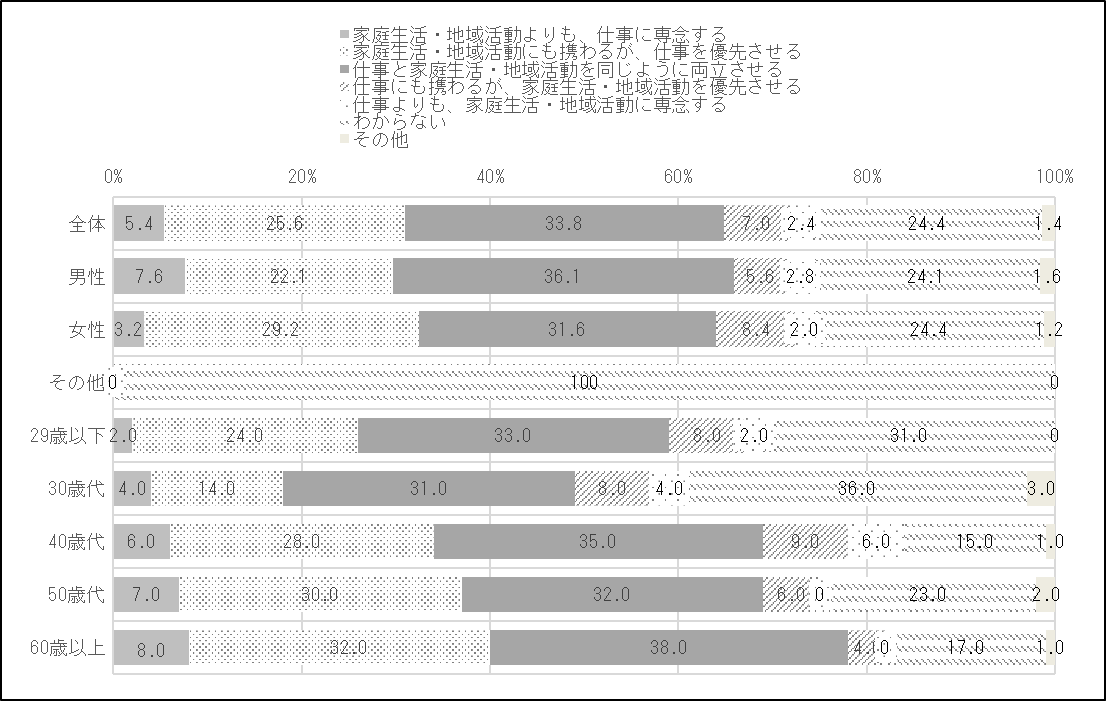 家庭生活・地域活動よりも、仕事に専念する
家庭生活・地域活動にも携わるが、仕事を優先させる
仕事と家庭生活・地域活動を同じように両立させる
仕事にも携わるが、家庭生活・地域活動を優先させる
仕事よりも、家庭生活・地域活動に専念する
わからない
その他
0% 20% 40% 60% 80% 100%
全体 5.4 25.6 33.8 7.0 2.4 24.4 1.4
男性 7.6 22.1 36.1 5.6 2.8 24.1 1.6
女性 3.2 29.2 31.6 8.4 2.0 24.4 1.2
その他 0 100 0
29歳以下 2.0 24.0 33.0 8.0 2.0 31.0 0
30歳代 4.0 14.0 31.0 8.0 4.0 36.0 3.0
40歳代 6.0 28.0 35.0 9.0 6.0 15.0 1.0
50歳代 7.0 30.0 32.0 6.0 0 23.0 2.0
60歳以上 8.0 32.0 38.0 17.0 1.0